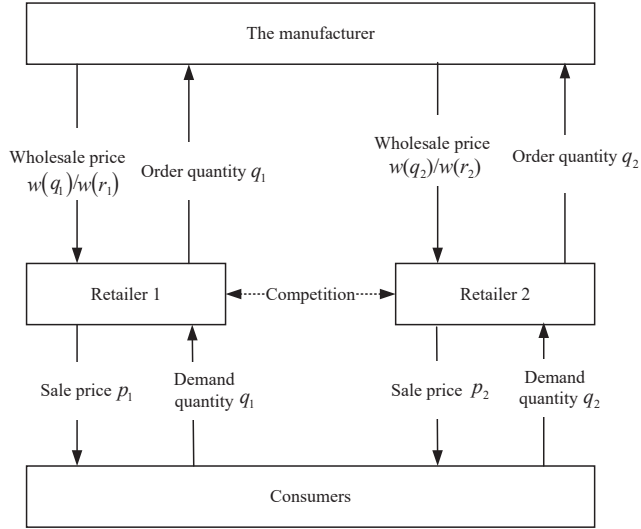 The manufacturer
Wholesale price
w(q₁)/w(r₁)
Order quantity q₁
Wholesale price
w(q₂)/w(r₂)
Order quantity q₂
Retailer 1
Competition
Retailer 2
Sale price p₁
Demand
quantity q₁
Sale price p₂
Demand
quantity q₂
Consumers